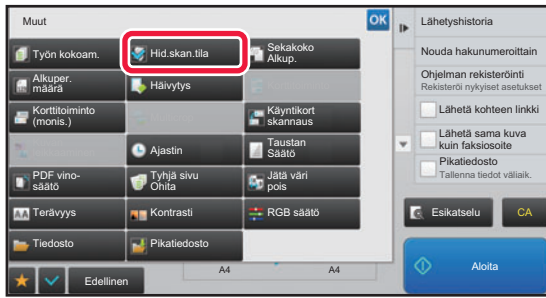 Muut
OK
Työn kokoam.
Hid.skan.tila
Sekakoko
Alkup.
Alkuper.
määrä
Häivytys
Korttitoiminto
(monis.)
Käyntikort
skannaus
Ajastin
Taustan
Säätö
PDF vino-
säätö
Tyhjä sivu
Ohita
Jätä väri
pois
AA Terävyys
Kontrasti
RGB säätö
Tiedosto
Pikatiedosto
Edellinen
A4
A4
Lähetyshistoria
Nouda hakunumeroittain
Ohjelman rekisteröinti
Rekisteröi nykyiset asetukset
Lähetä kohteen linkki
Lähetä sama kuva
kuin faksiosoite
Pikatiedosto
Tallenna tiedot väliaik.
Esikatselu
CA
Aloita